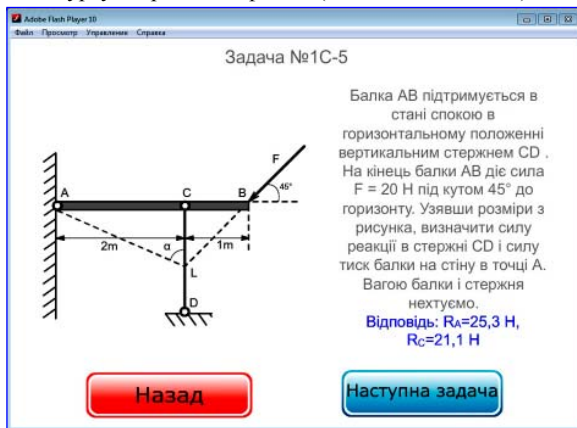 Adobe Flash Player 10
Файл Просмотр Управление Справка
Задача №1С-5
Балка АВ підтримується в
стані спокою в
горизонтальному положенні
вертикальним стержнем CD .
На кінець балки АВ діє сила
F = 20 Н під кутом 45° до
горизонту. Узявши розміри з
рисунка, визначити силу
реакції в стержні CD і силу
тиск балки на стіну в точці А.
Вагою балки і стержня
нехтуємо.
Відповідь: RA=25,3 Н,
RC=21,1 Н
F
A
C
B
45°
2m
α
1m
L
D
Назад
Наступна задача